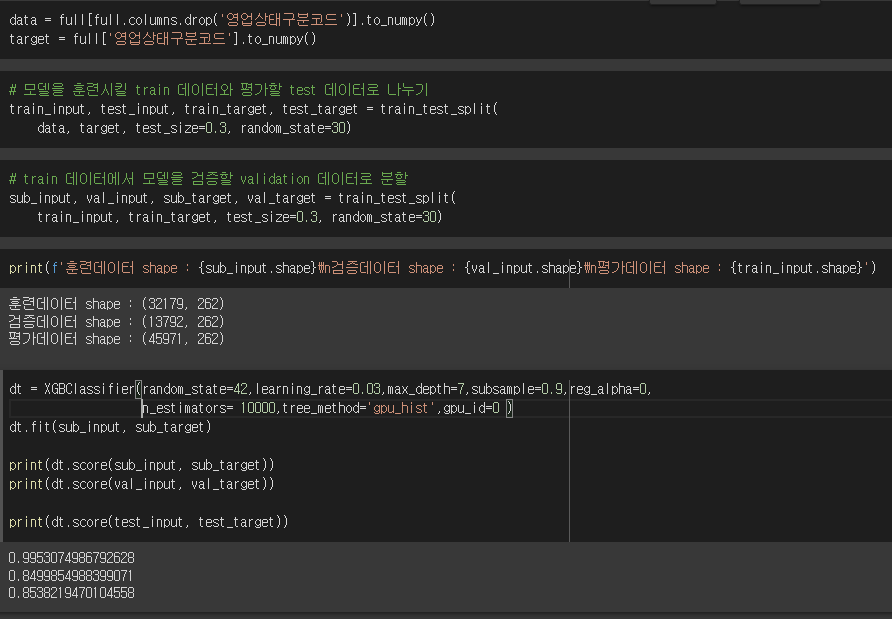 data = full[full.columns.drop('영업상태구분코드')].to_numpy()
target = full['영업상태구분코드'].to_numpy()
# 모델을 훈련시킬 train 데이터와 평가할 test 데이터로 나누기
train_input, test_input, train_target, test_target = train_test_split(
    data, target, test_size=0.3, random_state=30)
# train 데이터에서 모델을 검증할 validation 데이터로 분할
sub_input, val_input, sub_target, val_target = train_test_split(
    train_input, train_target, test_size=0.3, random_state=30)
print(f'훈련데이터 shape : {sub_input.shape}₩n검증데이터 shape : {val_input.shape}₩n평가데이터 shape : {train_input.shape}')
훈련데이터 shape : (32179, 262)
검증데이터 shape : (13792, 262)
평가데이터 shape : (45971, 262)
dt = XGBClassifier(random_state=42,learning_rate=0.03,max_depth=7,subsample=0.9,reg_alpha=0,
                   n_estimators= 10000,tree_method='gpu_hist',gpu_id=0 )
dt.fit(sub_input, sub_target)
print(dt.score(sub_input, sub_target))
print(dt.score(val_input, val_target))
print(dt.score(test_input, test_target))
0.9953074986792628
0.8499854988399071
0.8538219470104558